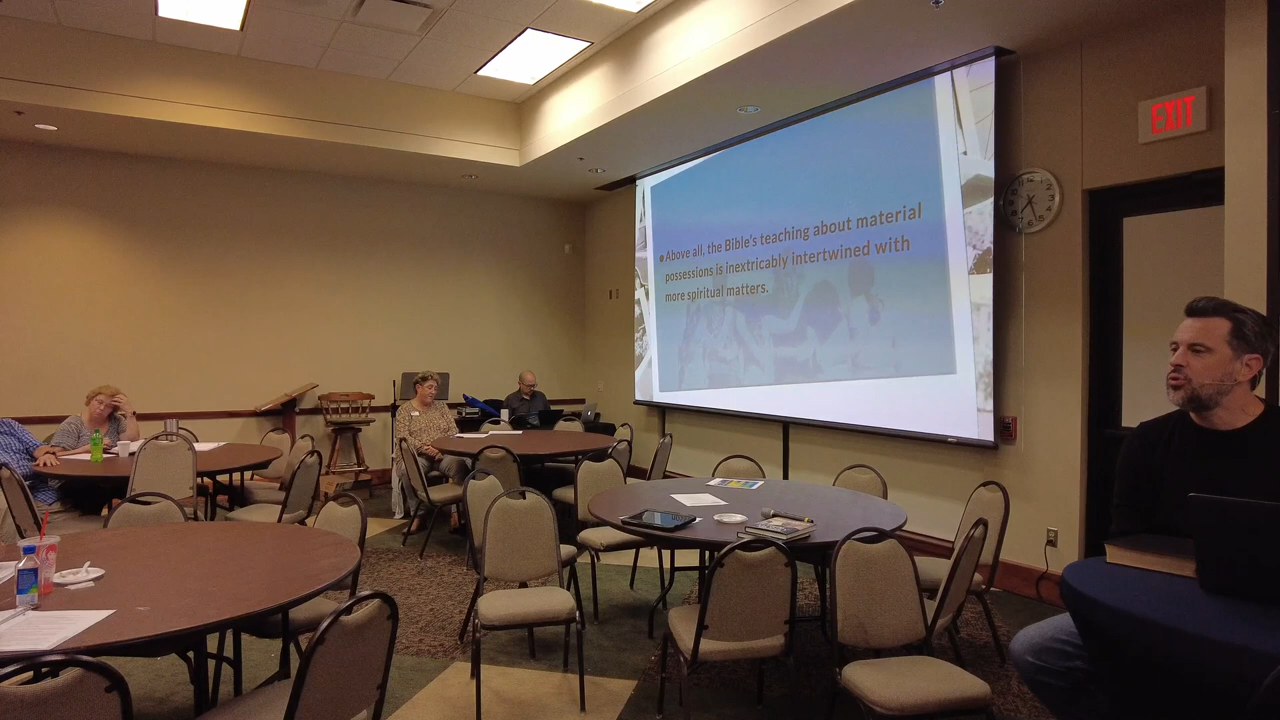 EXIT
•Above all, the Bible's teaching about material
possessions is inextricably intertwined with
more spiritual matters.